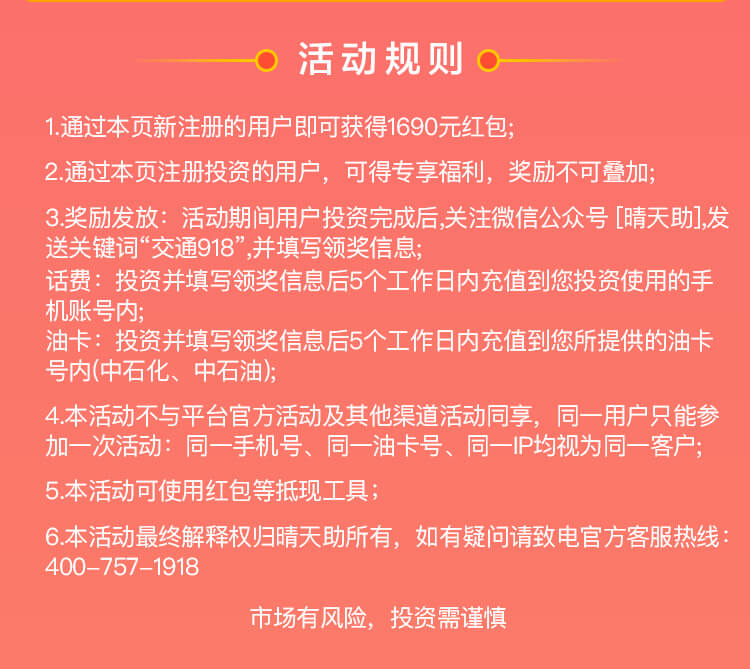 活动规则
1.通过本页新注册的用户即可获得1690元红包;
2.通过本页注册投资的用户，可得专享福利，奖励不可叠加;
3.奖励发放：活动期间用户投资完成后,关注微信公众号 [晴天助],发
送关键词“交通918”,并填写领奖信息;
话费：投资并填写领奖信息后5个工作日内充值到您投资使用的手
机账号内;
油卡：投资并填写领奖信息后5个工作日内充值到您所提供的油卡
号内(中石化、中石油);
4.本活动不与平台官方活动及其他渠道活动同享，同一用户只能参
加一次活动：同一手机号、同一油卡号、同一IP均视为同一客户;
5.本活动可使用红包等抵现工具；
6.本活动最终解释权归晴天助所有，如有疑问请致电官方客服热线：
400-757-1918
市场有风险，投资需谨慎